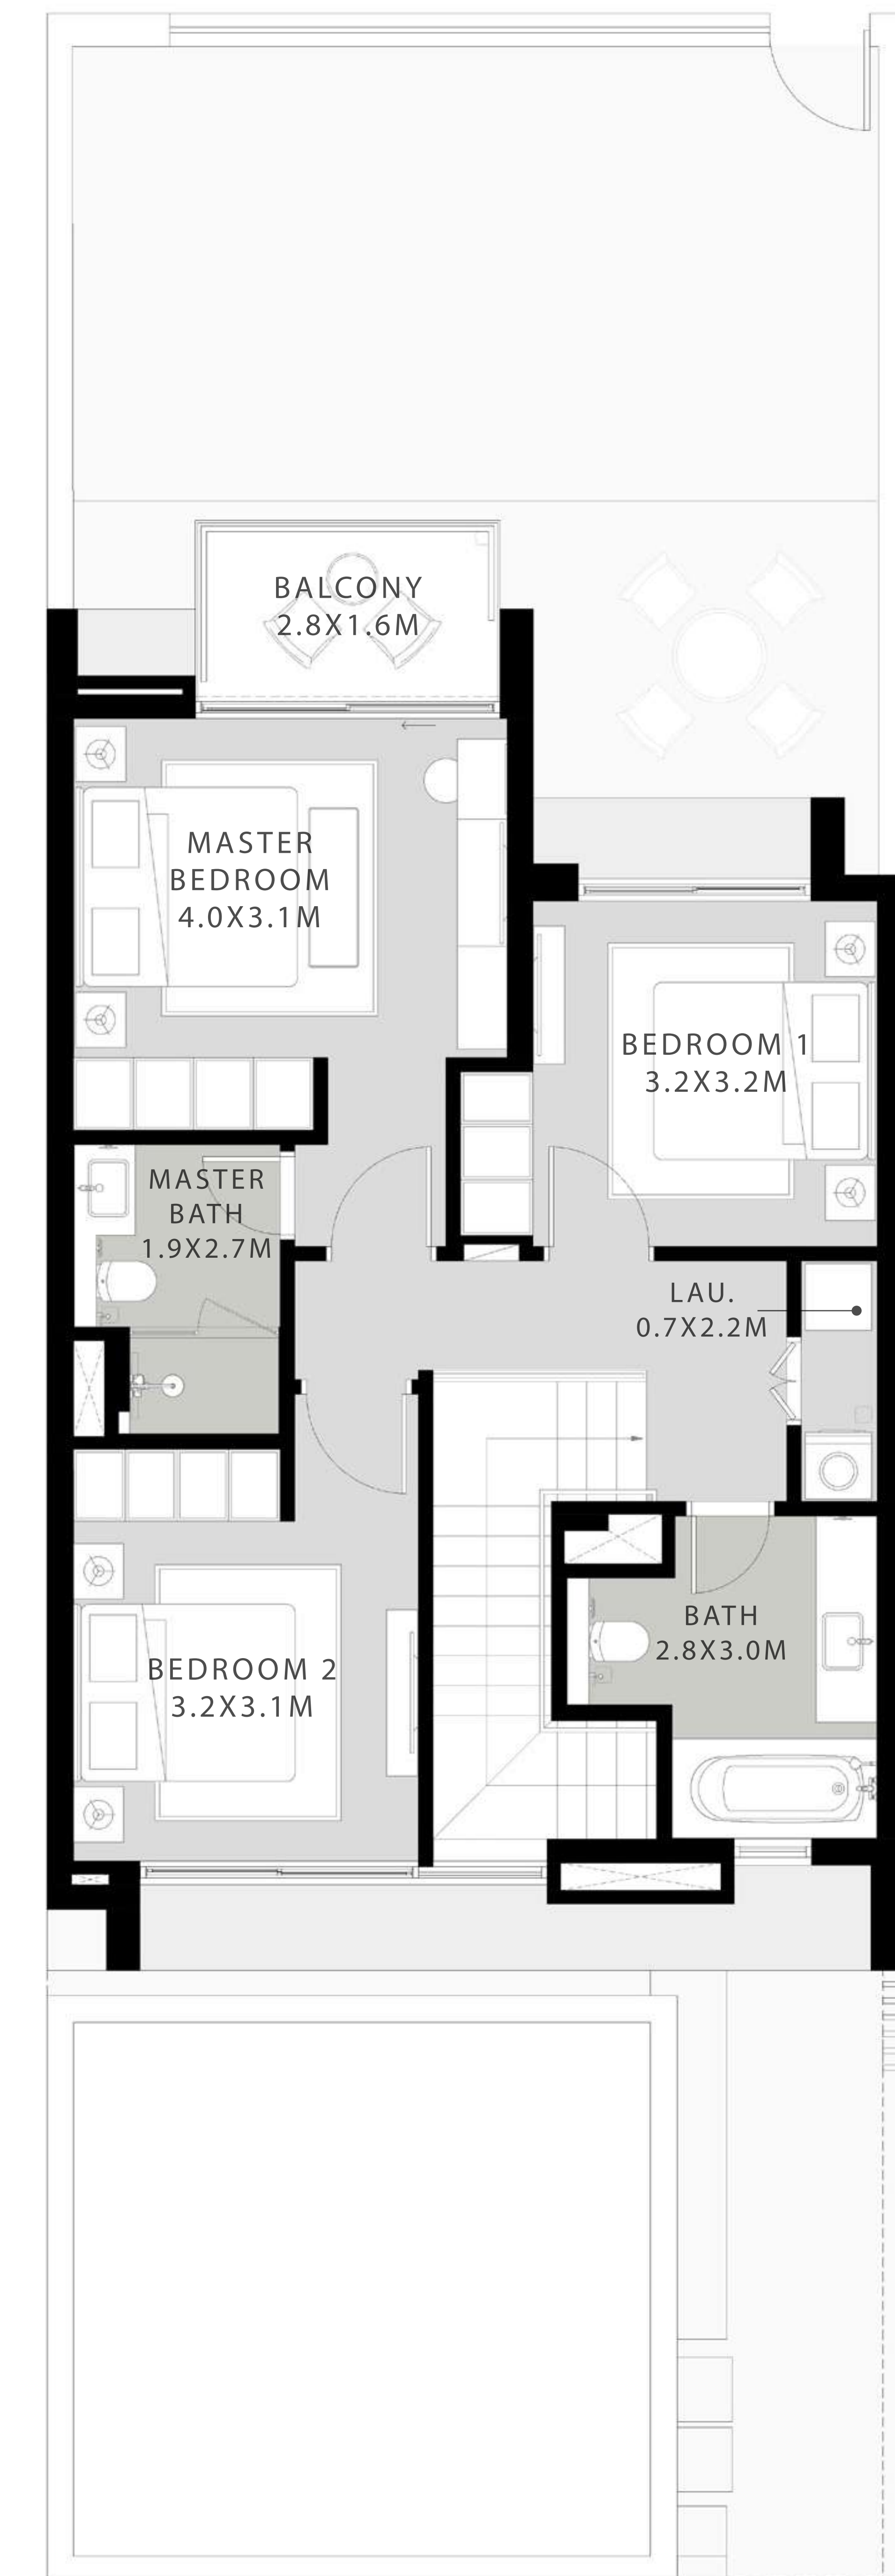 BALCONY
2.8X1.6M
MASTER
BEDROOM
4.0X3.1M
BEDROOM 1
3.2X3.2M
MASTER
BATH
1.9X2.7M
LAU.
0.7X2.2M
BATH
2.8X3.0M
BEDROOM 2
3.2X3.1M